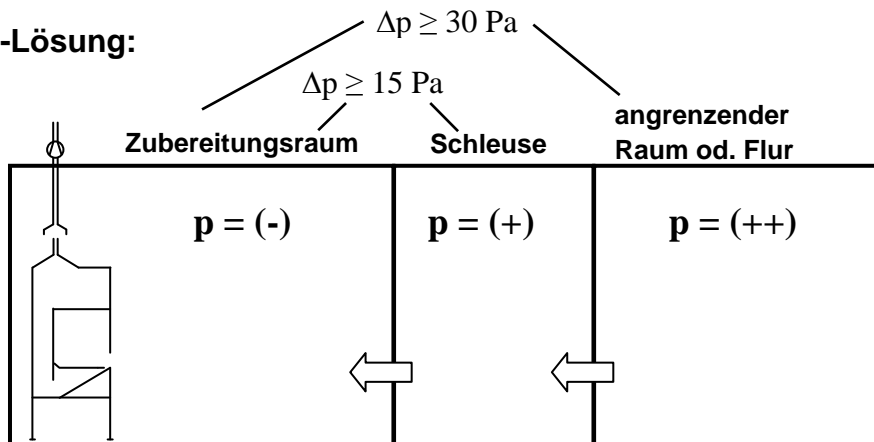 -Lösung:
Δp ≥ 30 Pa
Δp ≥ 15 Pa
Zubereitungsraum
Schleuse
angrenzender
Raum od. Flur
p = (-)
p = (+)
p = (++)